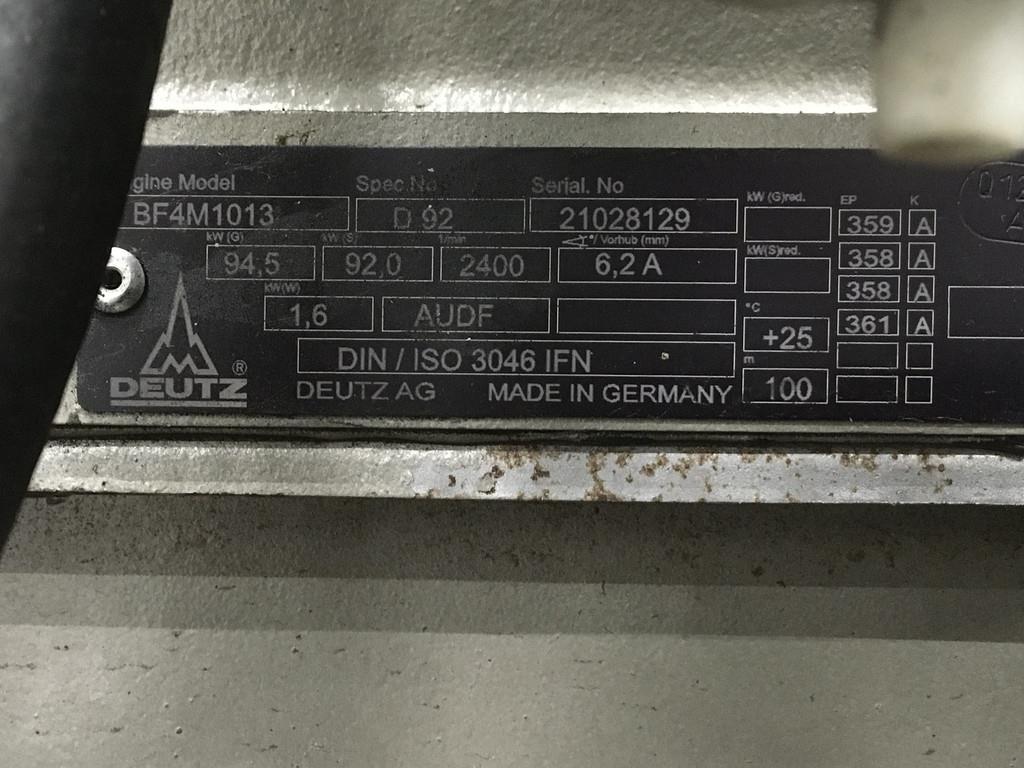 gine Model Spec.No Serial. No
BF4M1013 D 92 21028129
kW (G) kW (S) 1/min °/ Vorhub (mm)
94,5 92,0 2400 6,2 A
kW(W)
1,6 AUDF
DIN / ISO 3046 IFN
DEUTZ AG MADE IN GERMANY
DEUTZ ®
kW (G)red.
kW(S)red.
°C
+25
m
100
EP K
359 A
358 A
358 A
361 A
Q 12
A